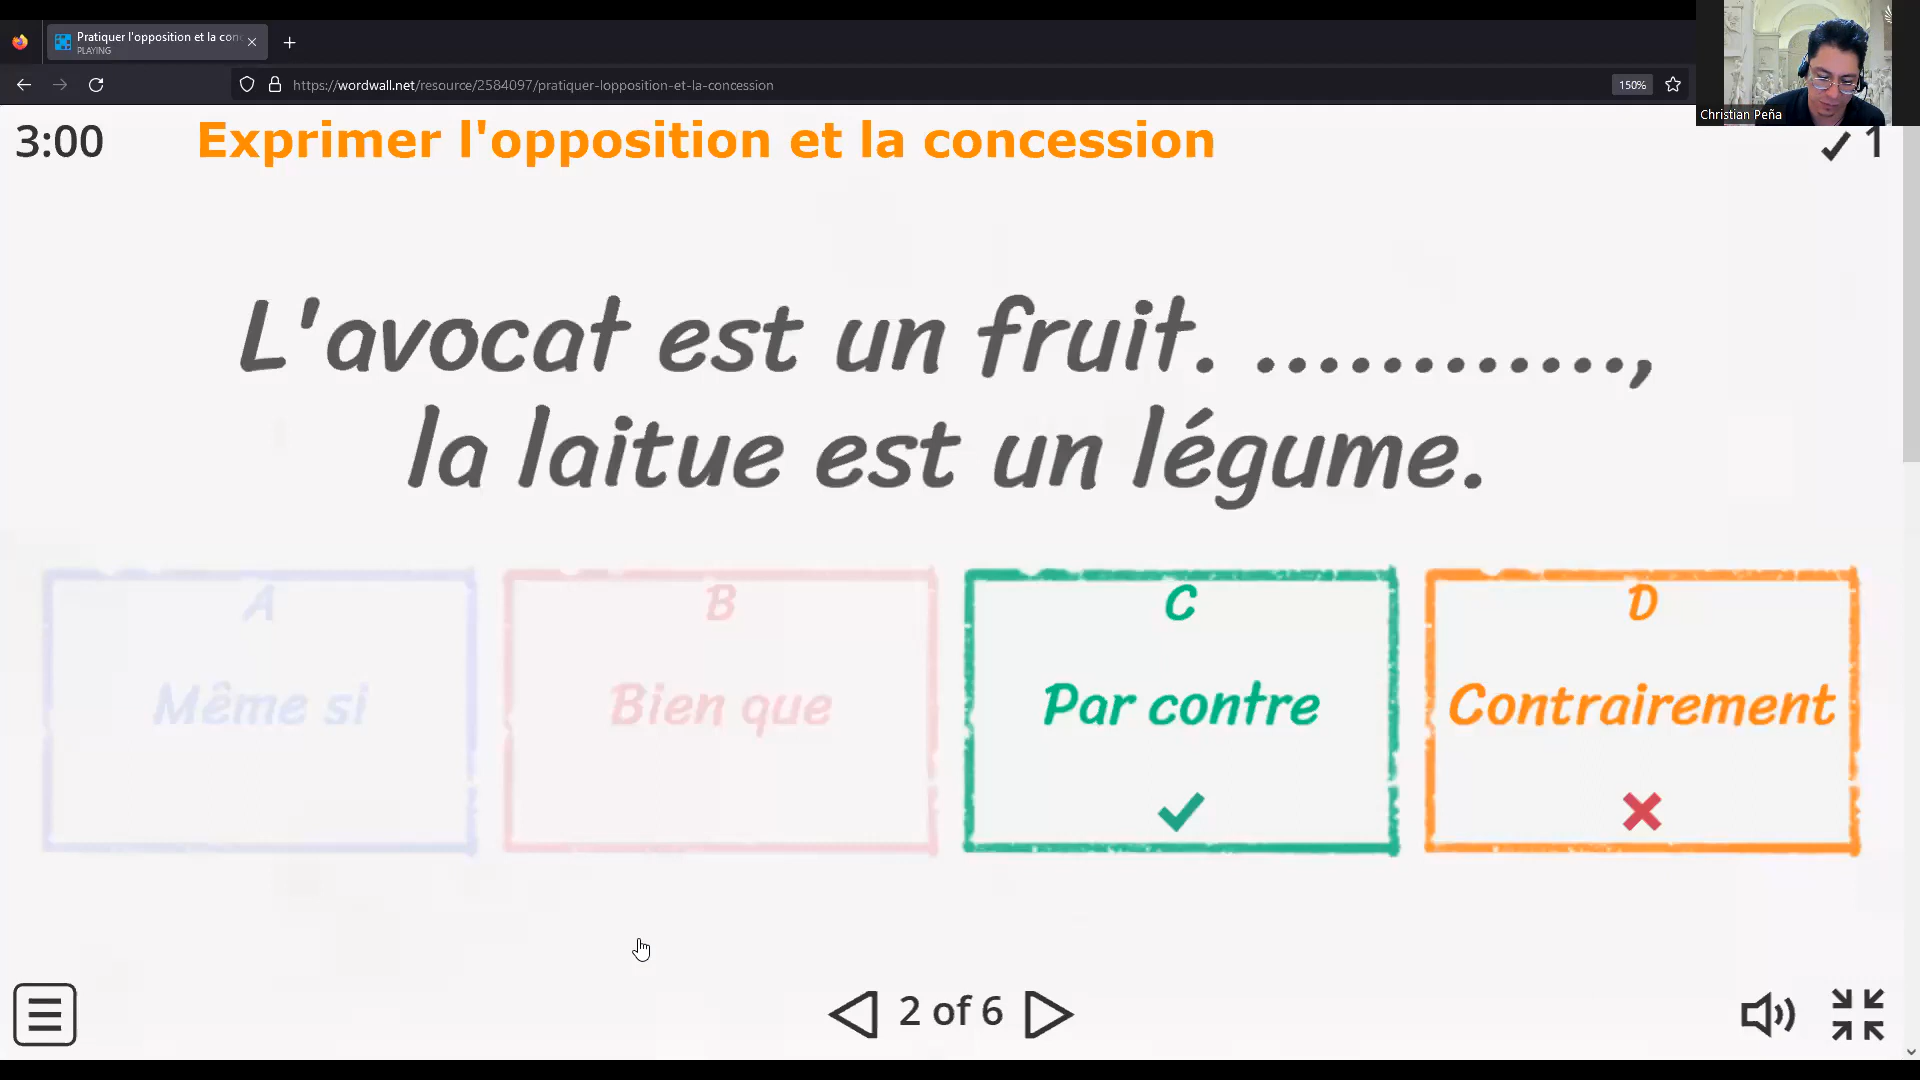 Pratiquer l'opposition et la con
PLAYING
https://wordwall.net/resource/2584097/pratiquer-lopposition-et-la-concession
150%
Christian Peña
3:00
Exprimer l'opposition et la concession
1
L'avocat est un fruit. ............,
la laitue est un légume.
A
Même si
B
Bien que
C
Par contre
D
Contrairement
2 of 6